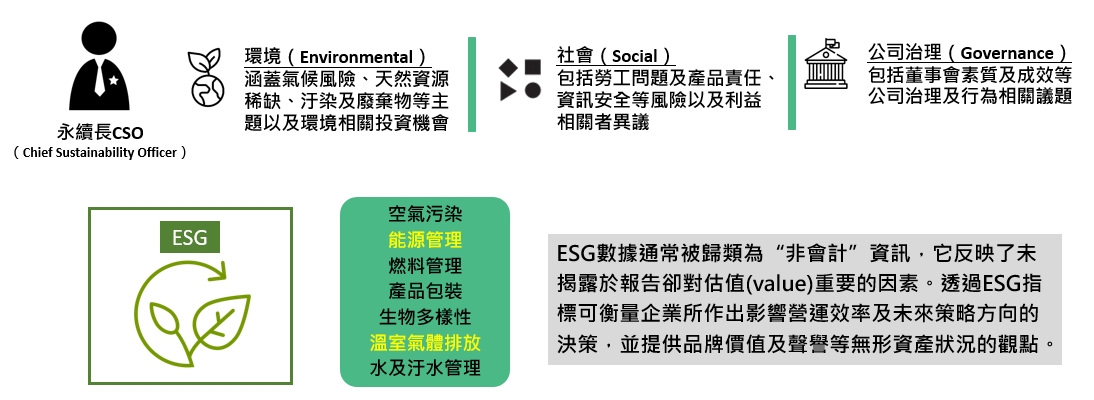 永續長CSO
（Chief Sustainability Officer）
環境（Environmental）
涵蓋氣候風險、天然資源
稀缺、汙染及廢棄物等主
題以及環境相關投資機會
社會（Social）
包括勞工問題及產品責任、
資訊安全等風險以及利益
相關者異議
公司治理（Governance）
包括董事會素質及成效等
公司治理及行為相關議題
ESG
空氣污染
能源管理
燃料管理
產品包裝
生物多樣性
溫室氣體排放
水及汙水管理
ESG數據通常被歸類為“非會計”資訊，它反映了未
揭露於報告卻對估值(value)重要的因素。透過ESG指
標可衡量企業所作出影響營運效率及未來策略方向的
決策，並提供品牌價值及聲譽等無形資產狀況的觀點。